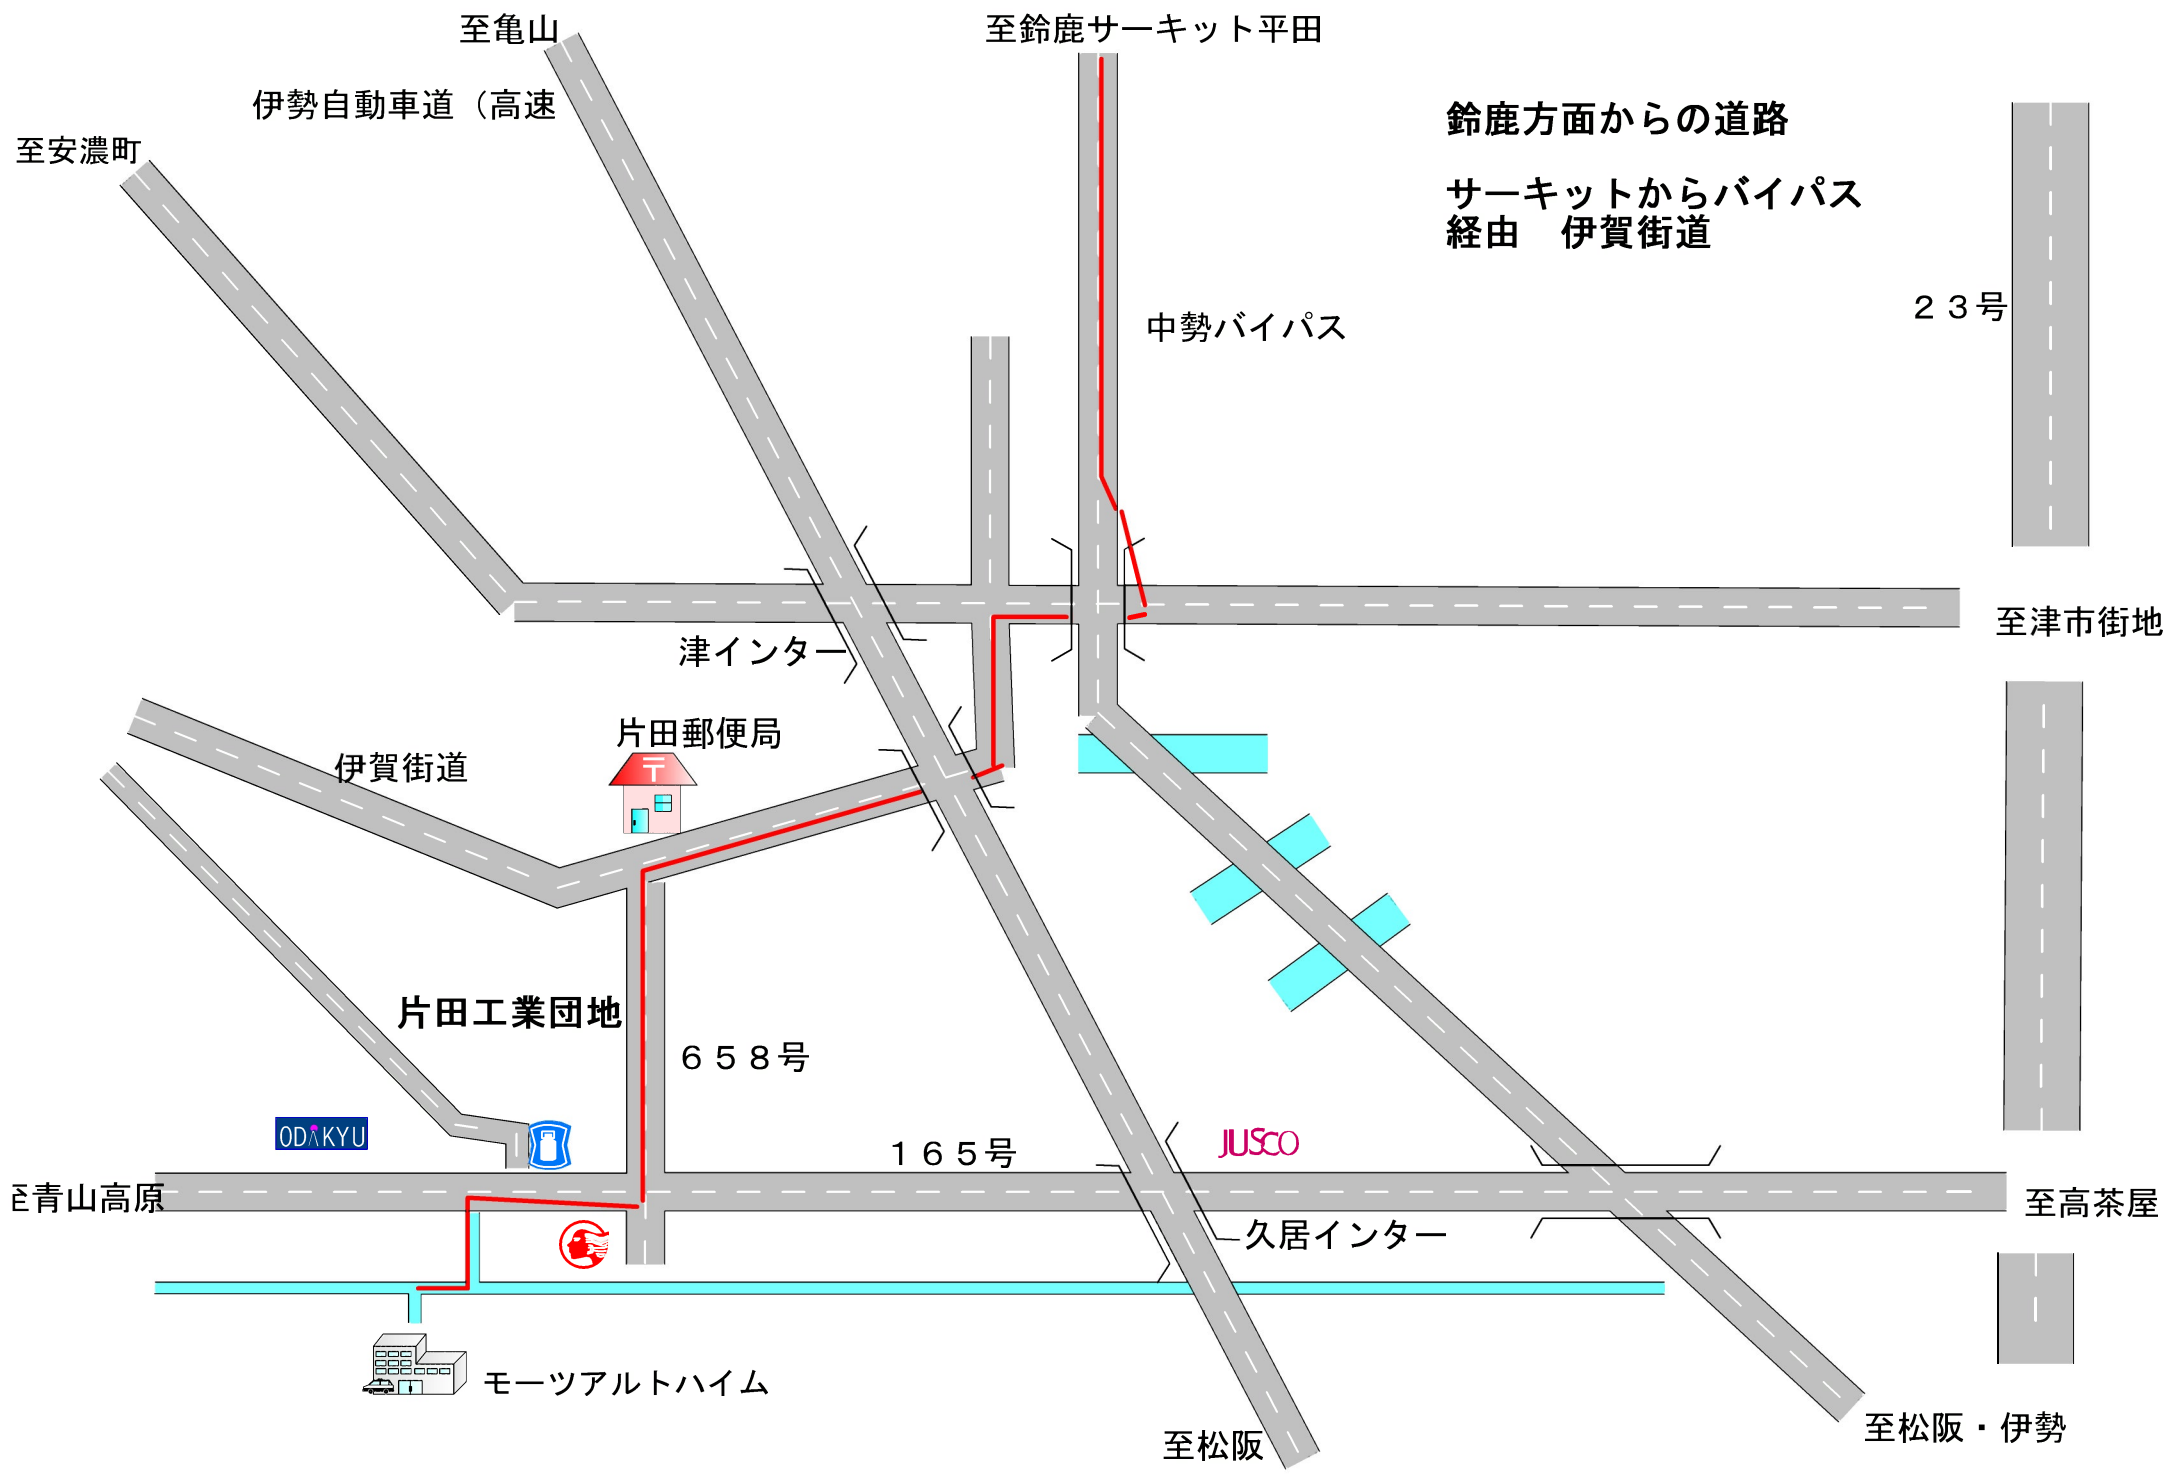 至亀山
至鈴鹿サーキット平田
伊勢自動車道（高速
鈴鹿方面からの道路
至安濃町
サーキットからバイパス
経由　伊賀街道
２３号
中勢バイパス
至津市街地
津インター
片田郵便局
〒
伊賀街道
片田工業団地
６５８号
ODAKYU
JUSCO
１６５号
至青山高原
至高茶屋
久居インター
モーツアルトハイム
至松阪・伊勢
至松阪